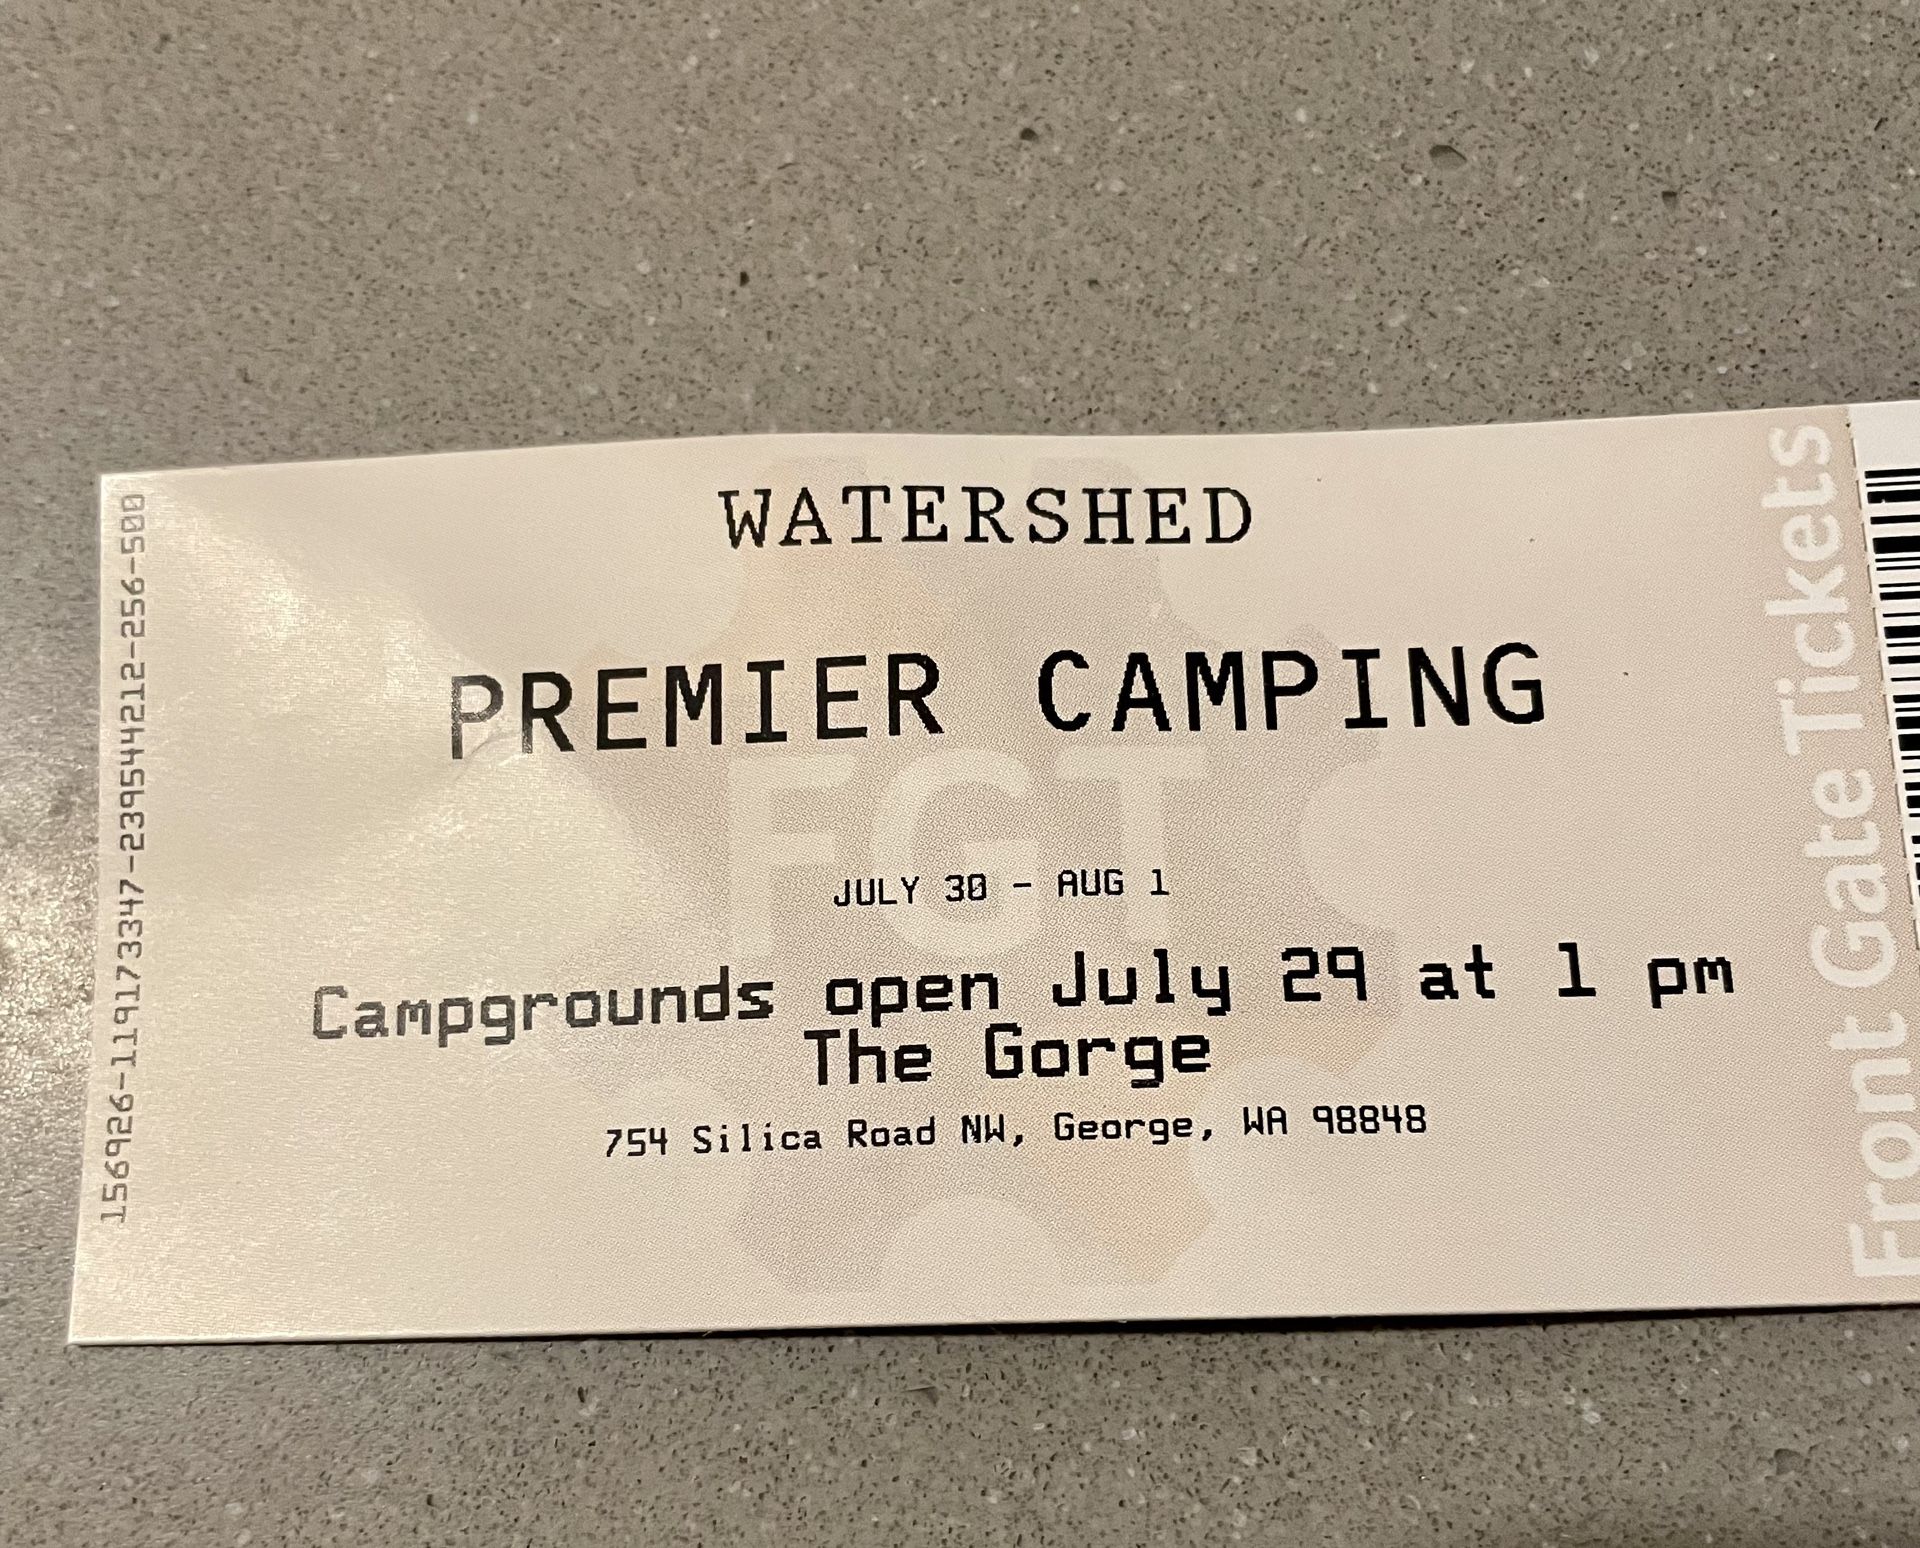 WATERSHED
PREMIER CAMPING
FGT
JULY 30 - AUG 1
Campgrounds open July 29 at 1 pm
The Gorge
754 Silica Road NW, George, WA 98848
156926-119173347-239544212-256-500
Front Gate Tickets